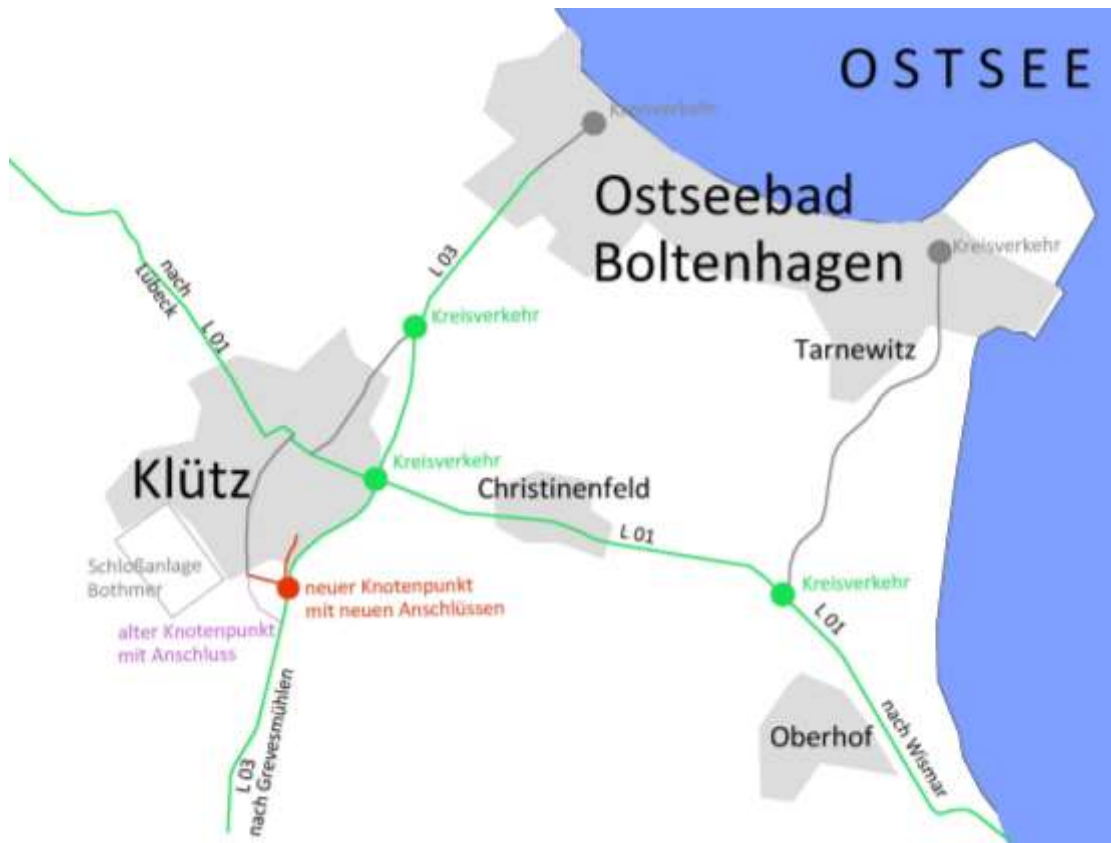 OSTSEE
Kreisverkehr
Ostseebad
Boltenhagen
Kreisverkehr
L 03
nach
Lübeck
L 01
Kreisverkehr
Tarnewitz
Klütz
Kreisverkehr
Christinenfeld
L 01
Schloßanlage
Bothmer
neuer Knotenpunkt
mit neuen Anschlüssen
Kreisverkehr
L 01
alter Knotenpunkt
mit Anschluss
L 03
nach Grevesmühlen
Oberhof
nach Wismar